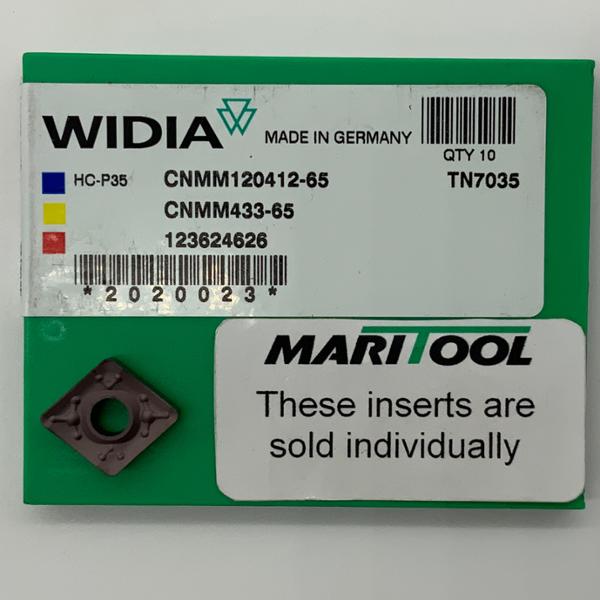 WIDIA
MADE IN GERMANY
QTY 10
HC-P35 CNMM120412-65 TN7035
CNMM433-65
123624626
*2020023*
MARITOOL
These inserts are
sold individually